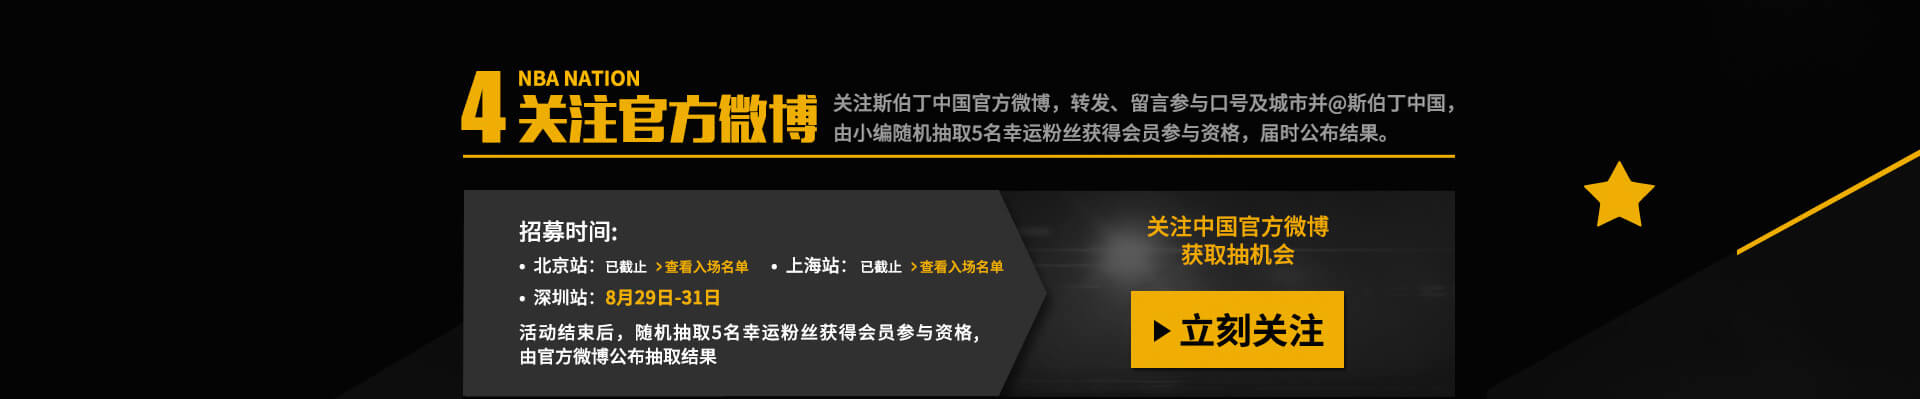 4
NBA NATION
关注官方微博
关注斯伯丁中国官方微博，转发、留言参与口号及城市并@斯伯丁中国，
由小编随机抽取5名幸运粉丝获得会员参与资格，届时公布结果。
招募时间:
• 北京站：已截止 >查看入场名单 • 上海站： 已截止 >查看入场名单
• 深圳站：8月29日-31日
活动结束后，随机抽取5名幸运粉丝获得会员参与资格,
由官方微博公布抽取结果
关注中国官方微博
获取抽机会
立刻关注